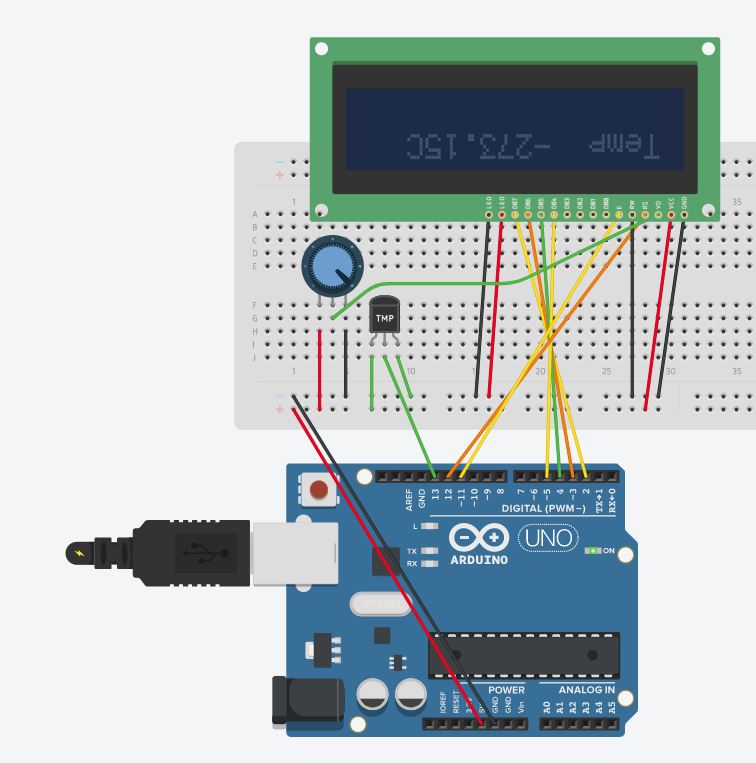 Temp -273.15C
LED LED DB7 DB6 DB5 DB4 DB3 DB2 DB1 DB0 E RW RS V0 VCC GND
- -
+ +
1 35
A
B
C
D
E
F
G
TMP
H
I
J
1 10 20 25 30 35
-
+
AREF GND 13 12 ~11 ~10 ~9 8 7 ~6 ~5 4 ~3 2 TX→1 RX←0
DIGITAL (PWM~)
L
TX
RX
UNO
ON
ARDUINO
POWER ANALOG IN
IOREF RESET 3.3V 5V GND GND Vin A0 A1 A2 A3 A4 A5